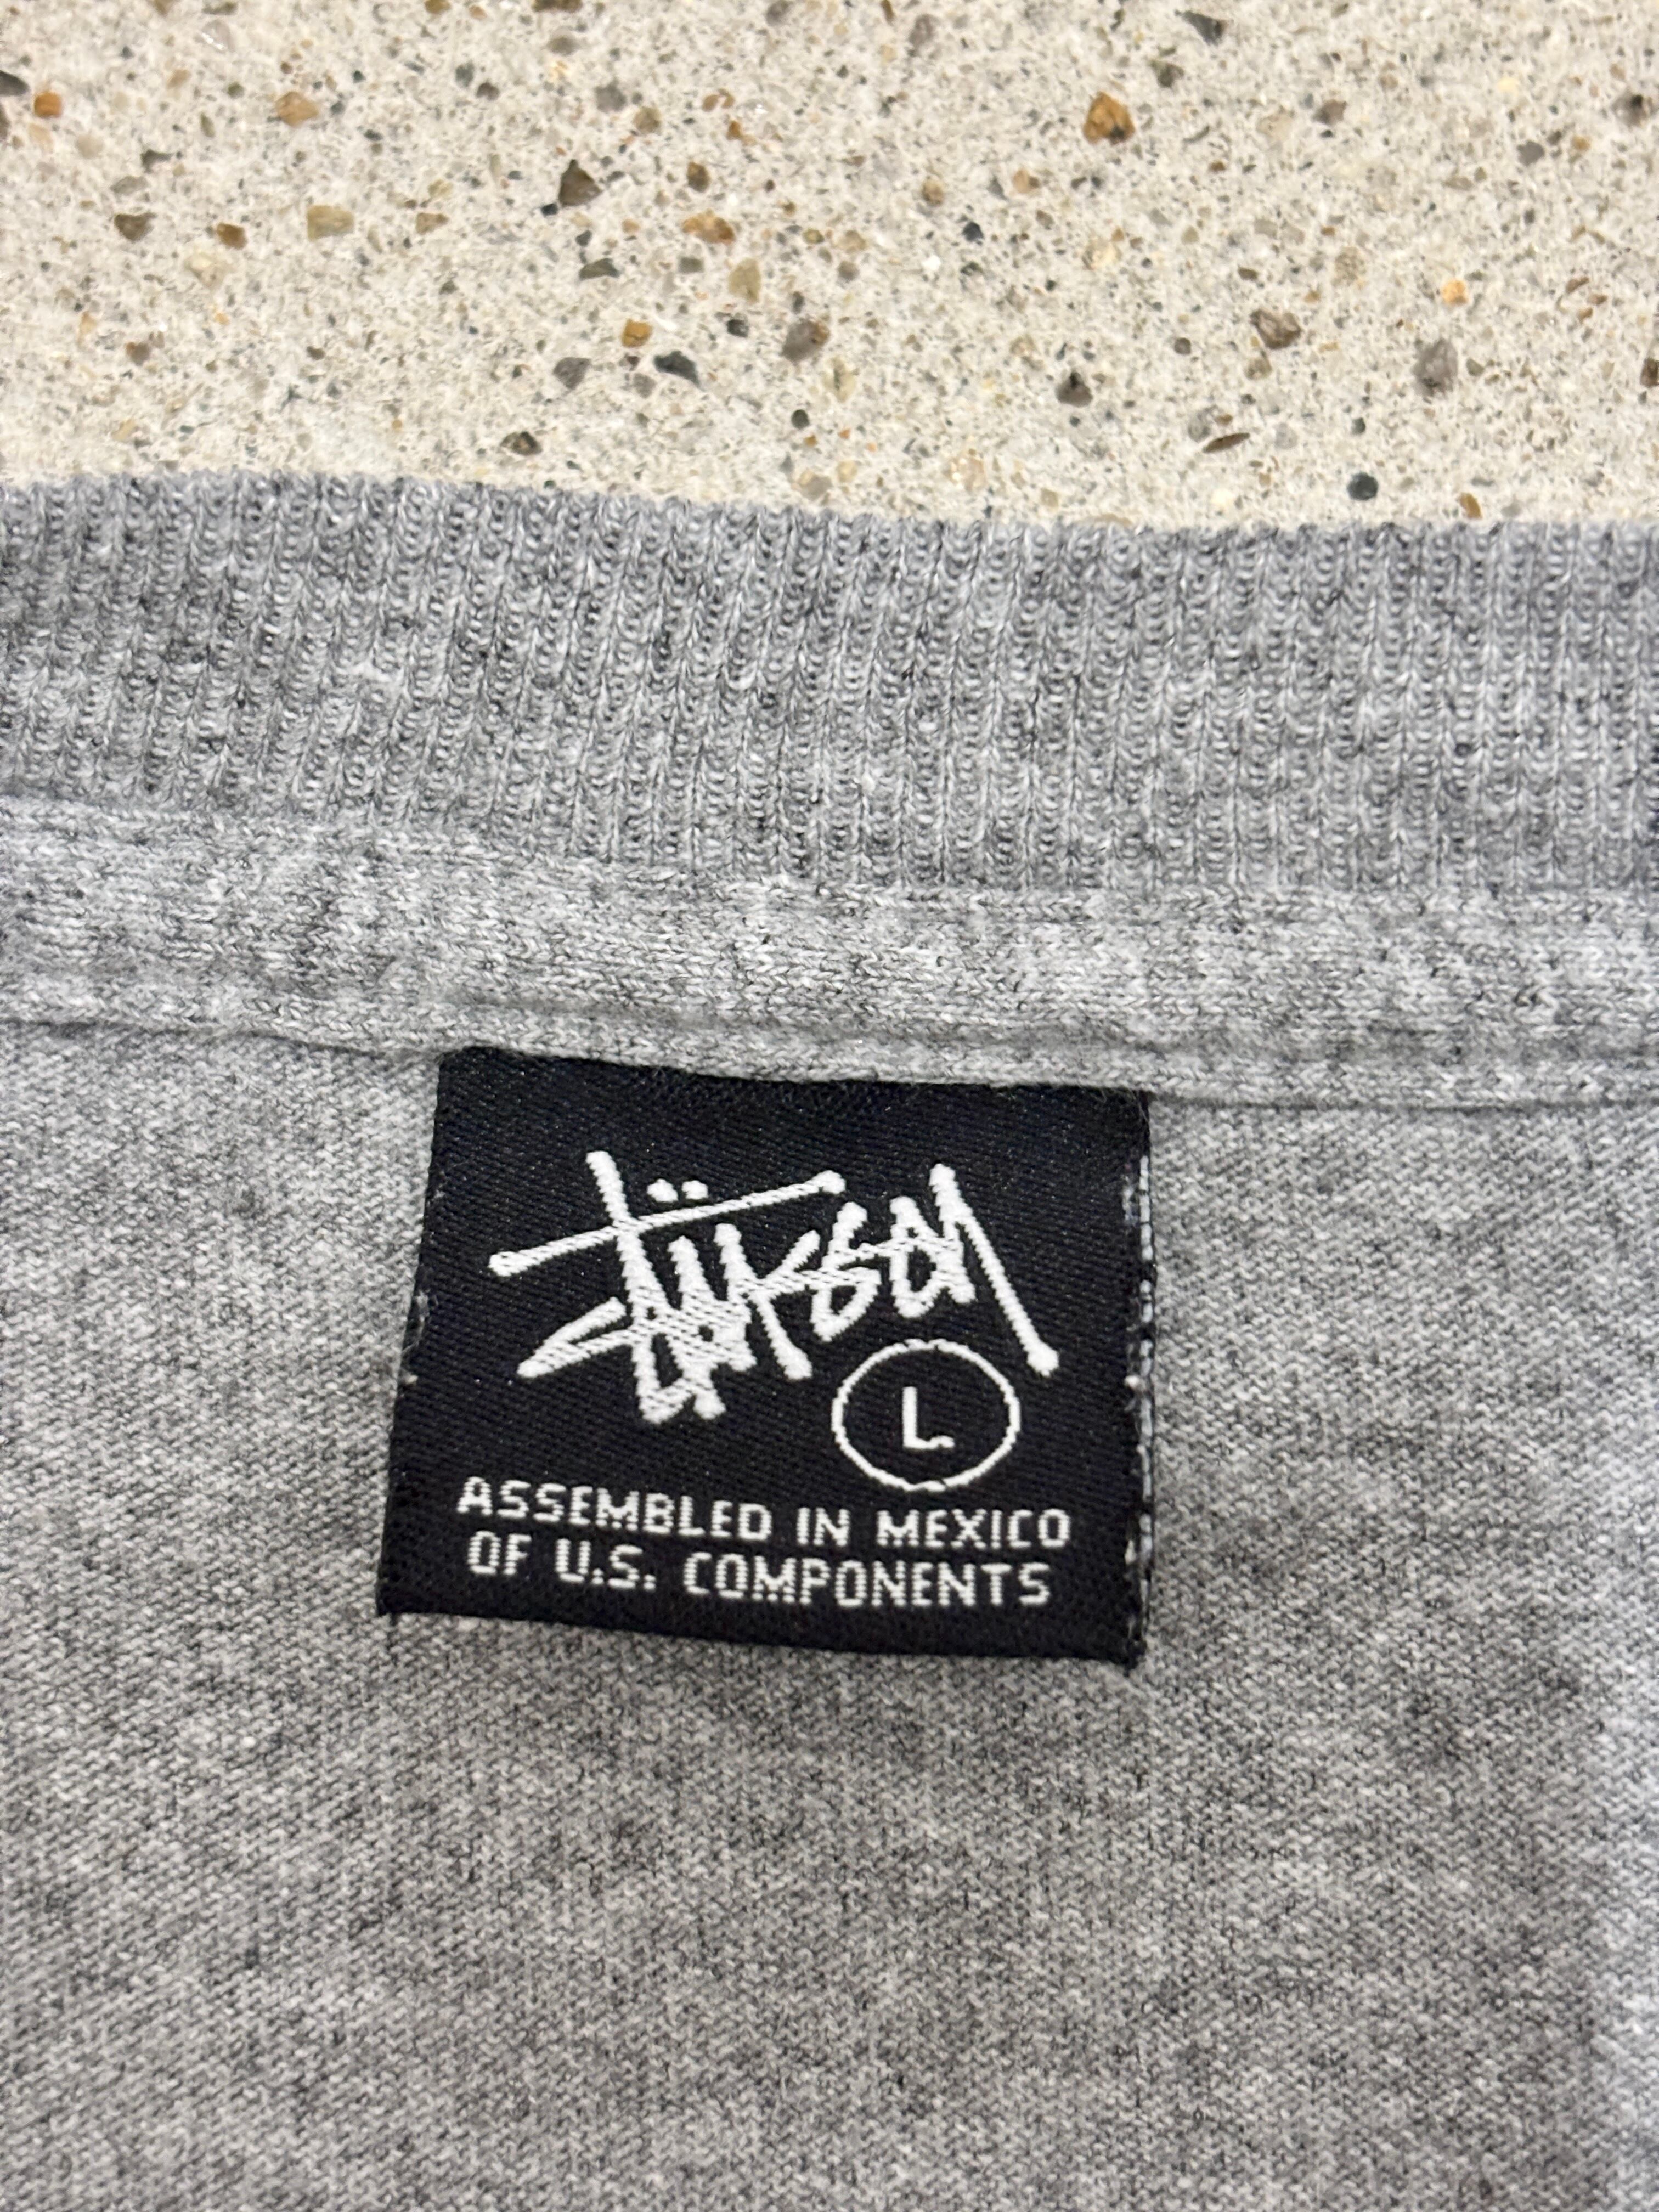 Stüssy
L
ASSEMBLED IN MEXICO
OF U.S. COMPONENTS